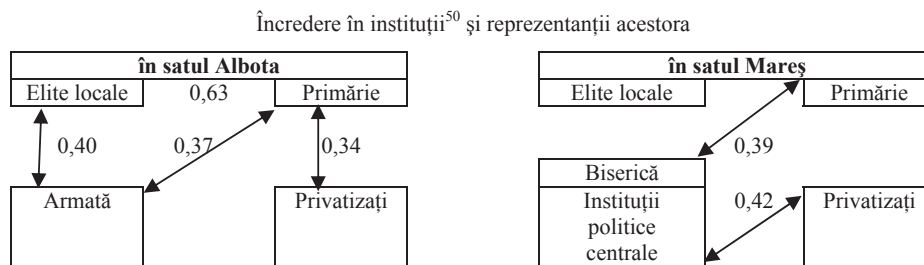 Încredere în instituții50 și reprezentanții acestora
în satul Albota
Elite locale 0,63 Primărie
0,40 0,37 0,34
Armată Privatizați
în satul Mareș
Elite locale Primărie
0,39
Biserică
Instituții 0,42 Privatizați
politice
centrale